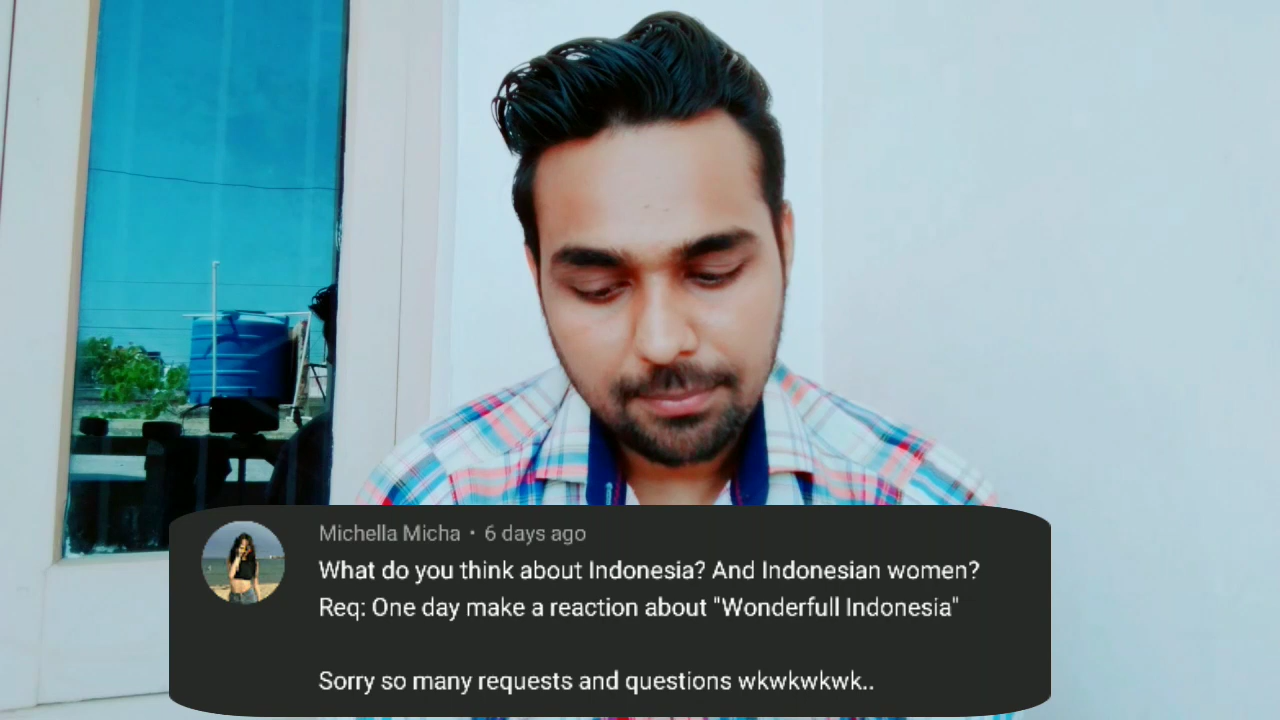 Michella Micha • 6 days ago
What do you think about Indonesia? And Indonesian women?
Req: One day make a reaction about "Wonderfull Indonesia"
Sorry so many requests and questions wkwkwkwk..